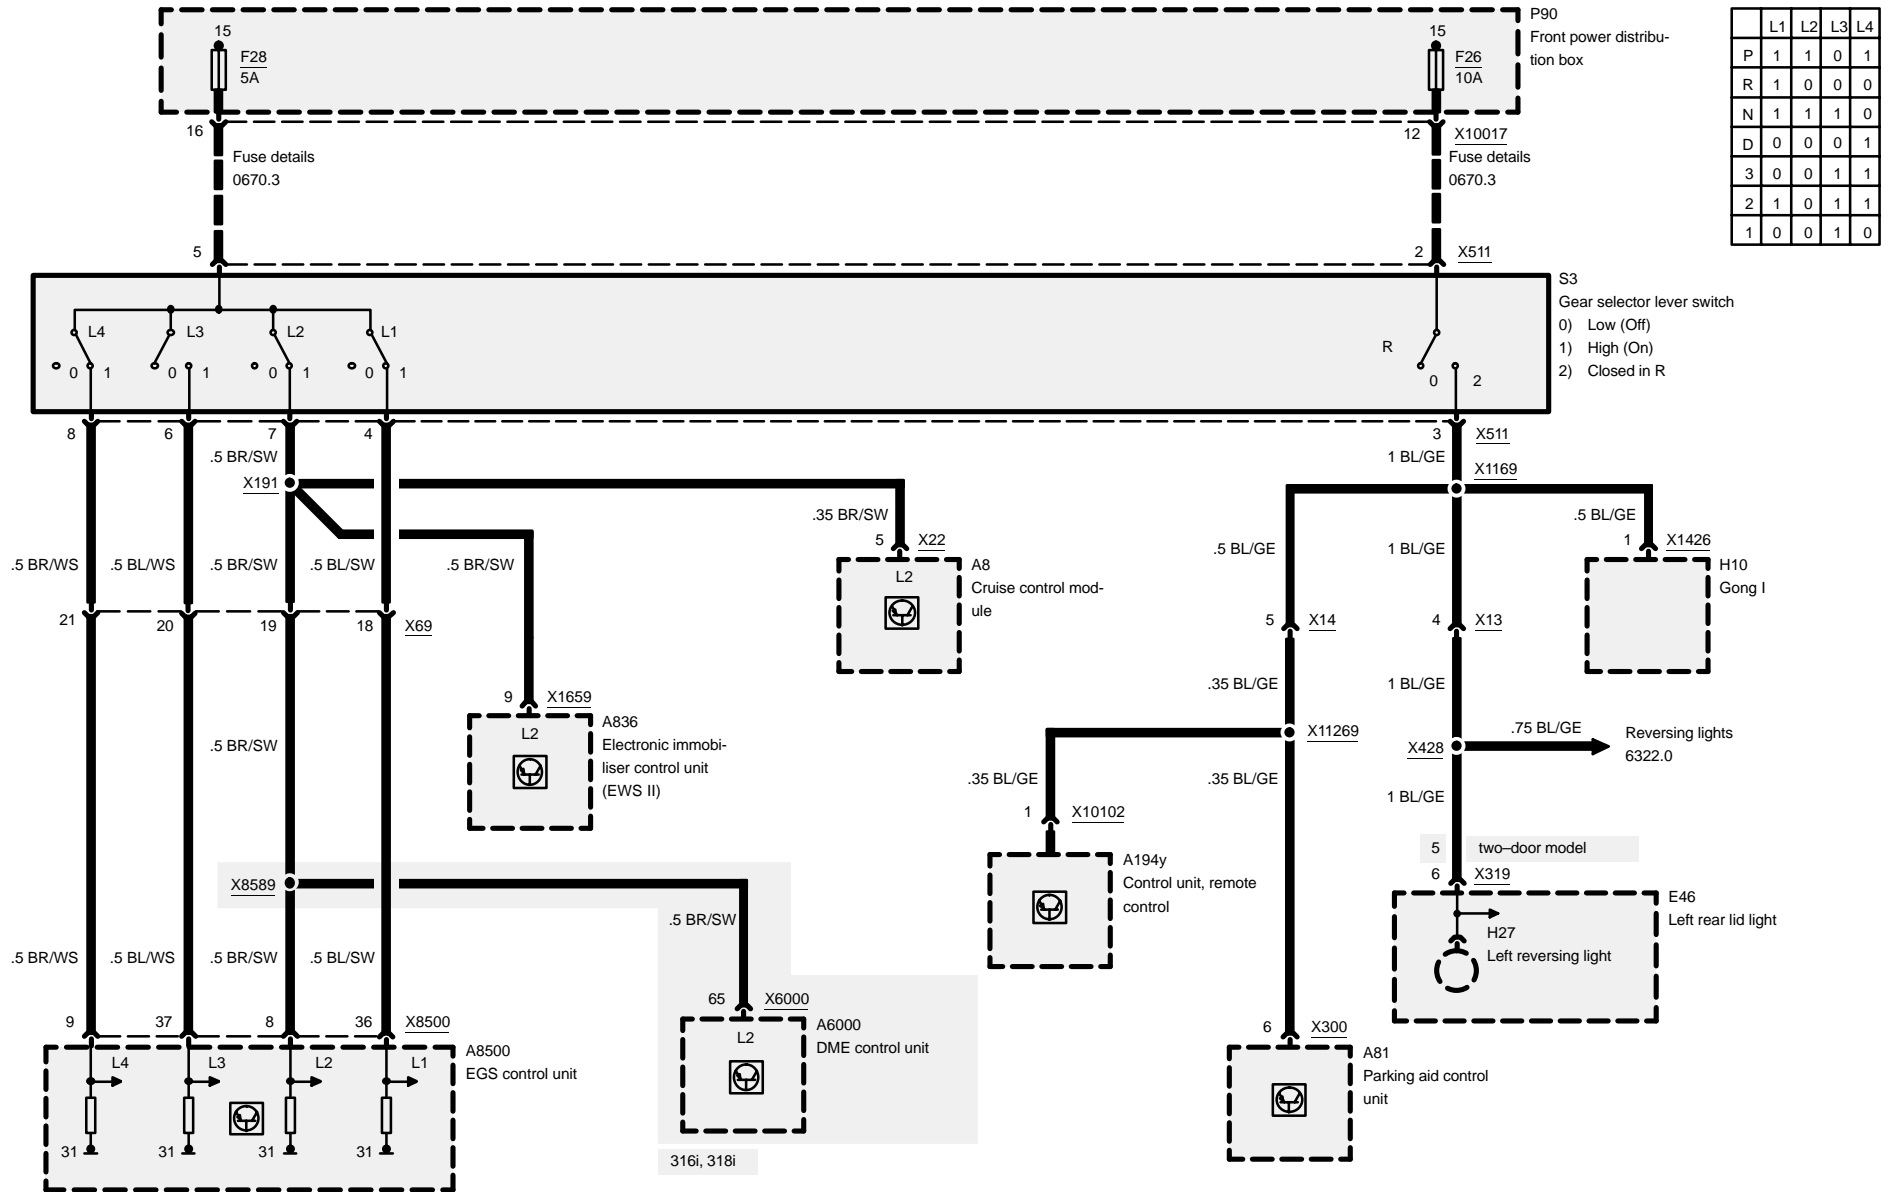 P90
Front power distribu-
tion box
15
F28
5A
15
F26
10A
16
12
X10017
Fuse details
0670.3
Fuse details
0670.3
5
2
X511
L1 L2 L3 L4
P 1 1 0 1
R 1 0 0 0
N 1 1 1 0
D 0 0 0 1
3 0 0 1 1
2 1 0 1 1
1 0 0 1 0
S3
Gear selector lever switch
0) Low (Off)
1) High (On)
2) Closed in R
L4
L3
L2
L1
R
0 1
0 1
0 1
0 1
0 2
8
6
7
4
3
X511
.5 BR/SW
1 BL/GE
X191
X1169
.35 BR/SW
.5 BL/GE
5
X22
1
X1426
.5 BR/WS
.5 BL/WS
.5 BR/SW
.5 BL/SW
.5 BR/SW
.5 BL/GE
1 BL/GE
A8
Cruise control mod-
ule
L2
H10
Gong I
21
20
19
18
X69
5
X14
4
X13
.35 BL/GE
1 BL/GE
9
X1659
A836
Electronic immobi-
liser control unit
(EWS II)
L2
.5 BR/SW
X11269
X428
.75 BL/GE
Reversing lights
6322.0
.35 BL/GE
.35 BL/GE
1 BL/GE
1
X10102
5
two–door model
6
X319
A194y
Control unit, remote
control
X8589
.5 BR/SW
E46
Left rear lid light
H27
Left reversing light
.5 BR/WS
.5 BL/WS
.5 BR/SW
.5 BL/SW
65
X6000
A6000
DME control unit
L2
9
37
8
36
X8500
6
X300
A8500
EGS control unit
L4
L3
L2
L1
31
31
31
31
A81
Parking aid control
unit
316i, 318i